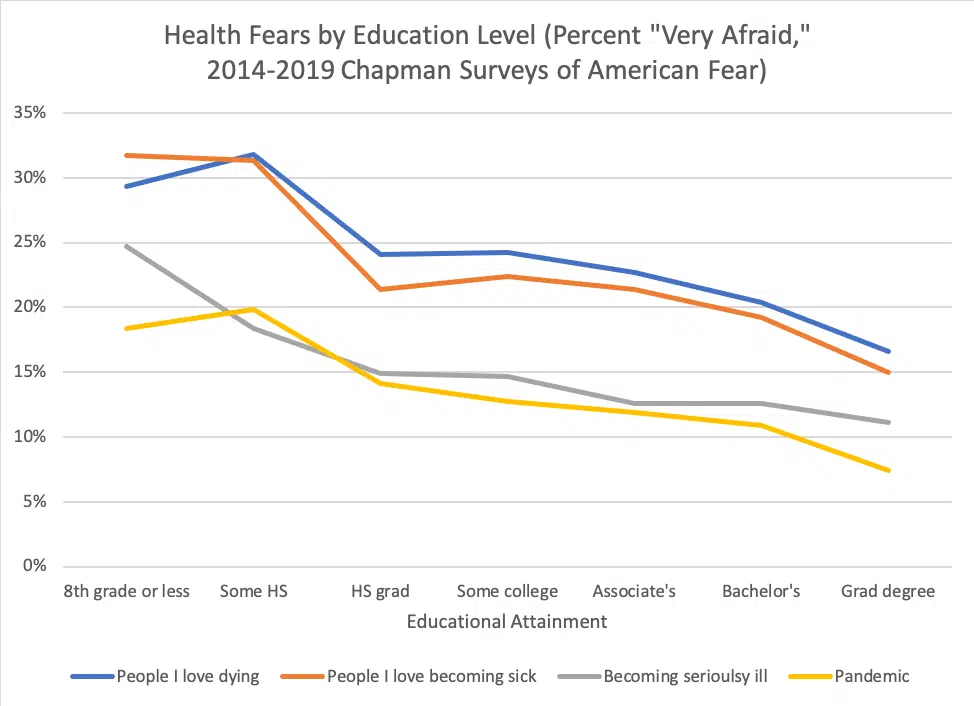 Health Fears by Education Level (Percent "Very Afraid,"
2014-2019 Chapman Surveys of American Fear)
35%
30%
25%
20%
15%
10%
5%
0%
8th grade or less Some HS HS grad Some college Associate's Bachelor's Grad degree
Educational Attainment
People I love dying People I love becoming sick Becoming serioulsy ill Pandemic